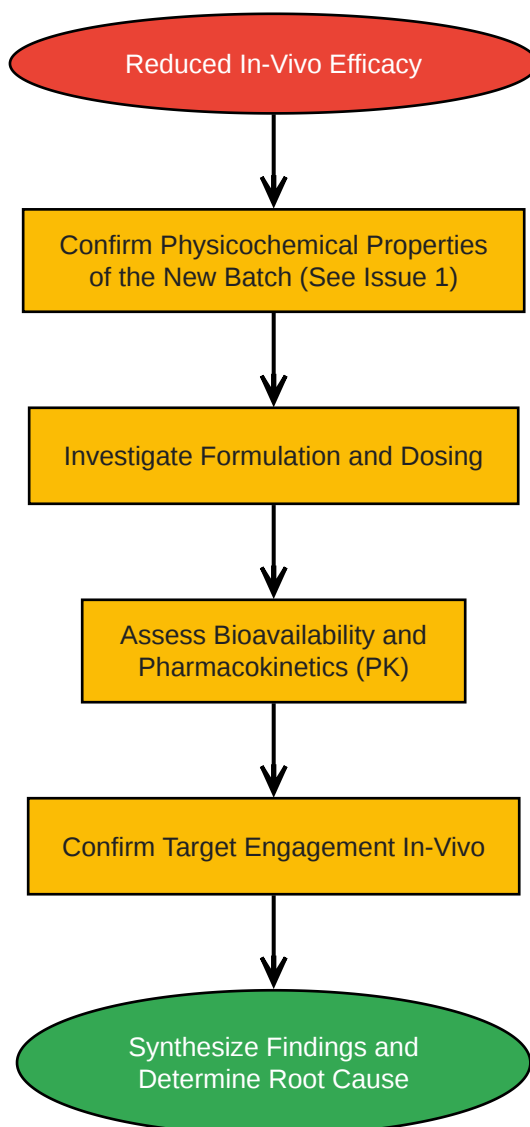 Reduced In-Vivo Efficacy
Confirm Physicochemical Properties
of the New Batch (See Issue 1)
Investigate Formulation and Dosing
Assess Bioavailability and
Pharmacokinetics (PK)
Confirm Target Engagement In-Vivo
Synthesize Findings and
Determine Root Cause